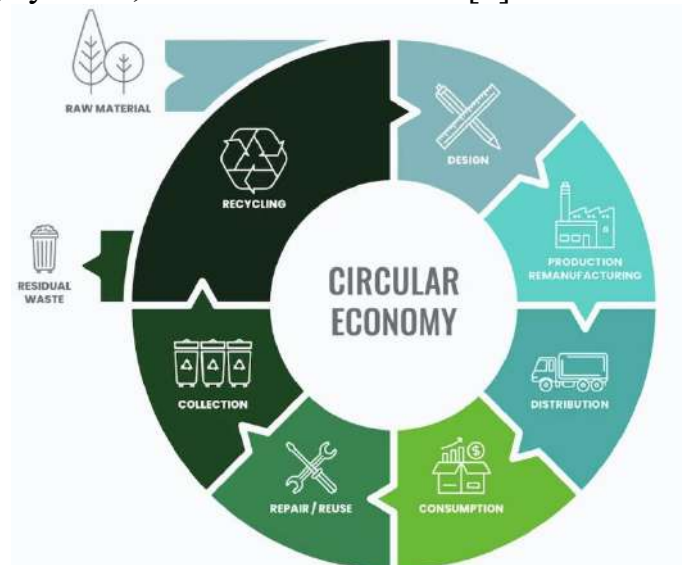 RAW MATERIAL
DESIGN
RECYCLING
PRODUCTION
REMANUFACTURING
RESIDUAL
WASTE
CIRCULAR
ECONOMY
COLLECTION
DISTRIBUTION
REPAIR / REUSE
CONSUMPTION